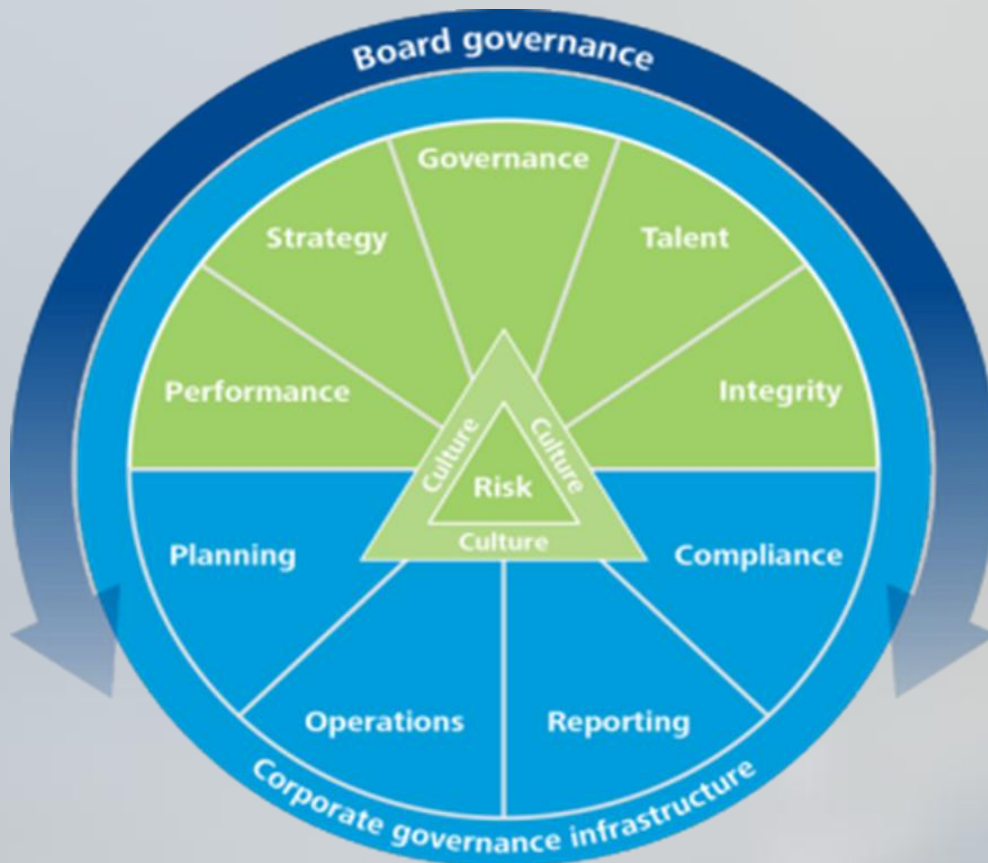 Board governance
Governance
Strategy
Talent
Performance
Integrity
Culture
Culture
Risk
Culture
Planning
Compliance
Operations
Reporting
Corporate governance infrastructure